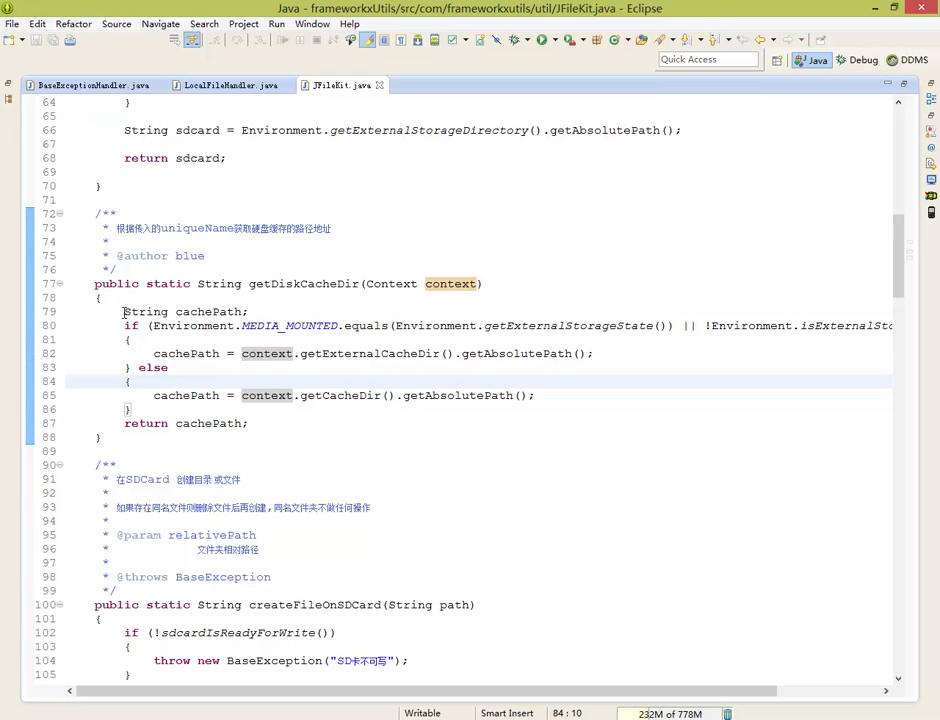 Java - frameworkxUtils/src/com/frameworkxutils/util/JFileKit.java - Eclipse
File Edit Refactor Source Navigate Search Project Run Window Help
Quick Access Java Debug DDMS
BaseExceptionHandler.java LocalFileHandler.java JFileKit.java
64 }
65
66 String sdcard = Environment.getExternalStorageDirectory().getAbsolutePath();
67
68 return sdcard;
69
70 }
71
72 /**
73 * 根据传入的uniqueName获取硬盘缓存的路径地址
74 *
75 * @author blue
76 */
77 public static String getDiskCacheDir(Context context)
78 {
79 String cachePath;
80 if (Environment.MEDIA_MOUNTED.equals(Environment.getExternalStorageState()) || !Environment.isExternalSto
81 {
82 cachePath = context.getExternalCacheDir().getAbsolutePath();
83 } else
84 {
85 cachePath = context.getCacheDir().getAbsolutePath();
86 }
87 return cachePath;
88 }
89
90 /**
91 * 在SDCard 创建目录 或文件
92 *
93 * 如果存在同名文件则删除文件后再创建,同名文件夹不做任何操作
94 *
95 * @param relativePath
96 文件夹相对路径
97 *
98 * @throws BaseException
99 */
100 public static String createFileOnSDCard(String path)
101 {
102 if (!sdcardIsReadyForWrite())
103 {
104 throw new BaseException("SD卡不可写");
105 }
Writable Smart Insert 84 : 10 232M of 778M